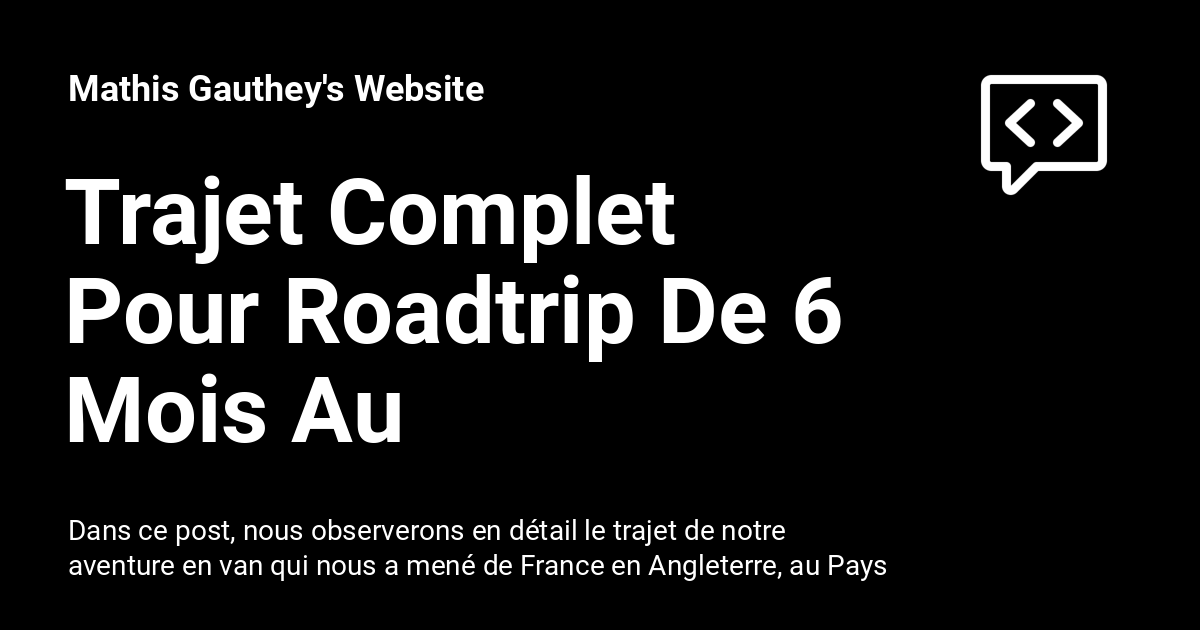 Mathis Gauthey's Website
Trajet Complet
Pour Roadtrip De 6
Mois Au
Dans ce post, nous observerons en détail le trajet de notre
aventure en van qui nous a mené de France en Angleterre, au Pays